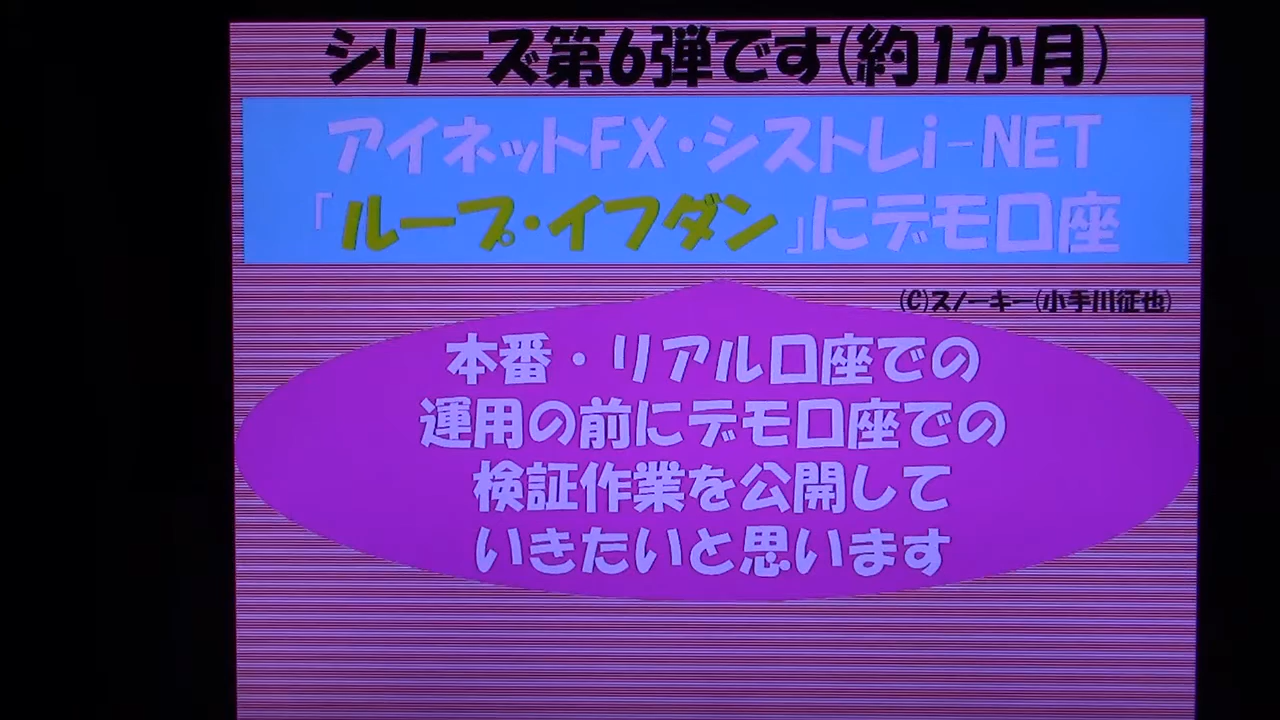 シリーズ第6弾です(約1か月)
アイネットFX・シストレi-NET
「ループ・イフダン」にデモ口座
(C)スノーキー(小手川征也)
本番・リアル口座での
運用の前にデモ口座での
検証作業を公開して
いきたいと思います